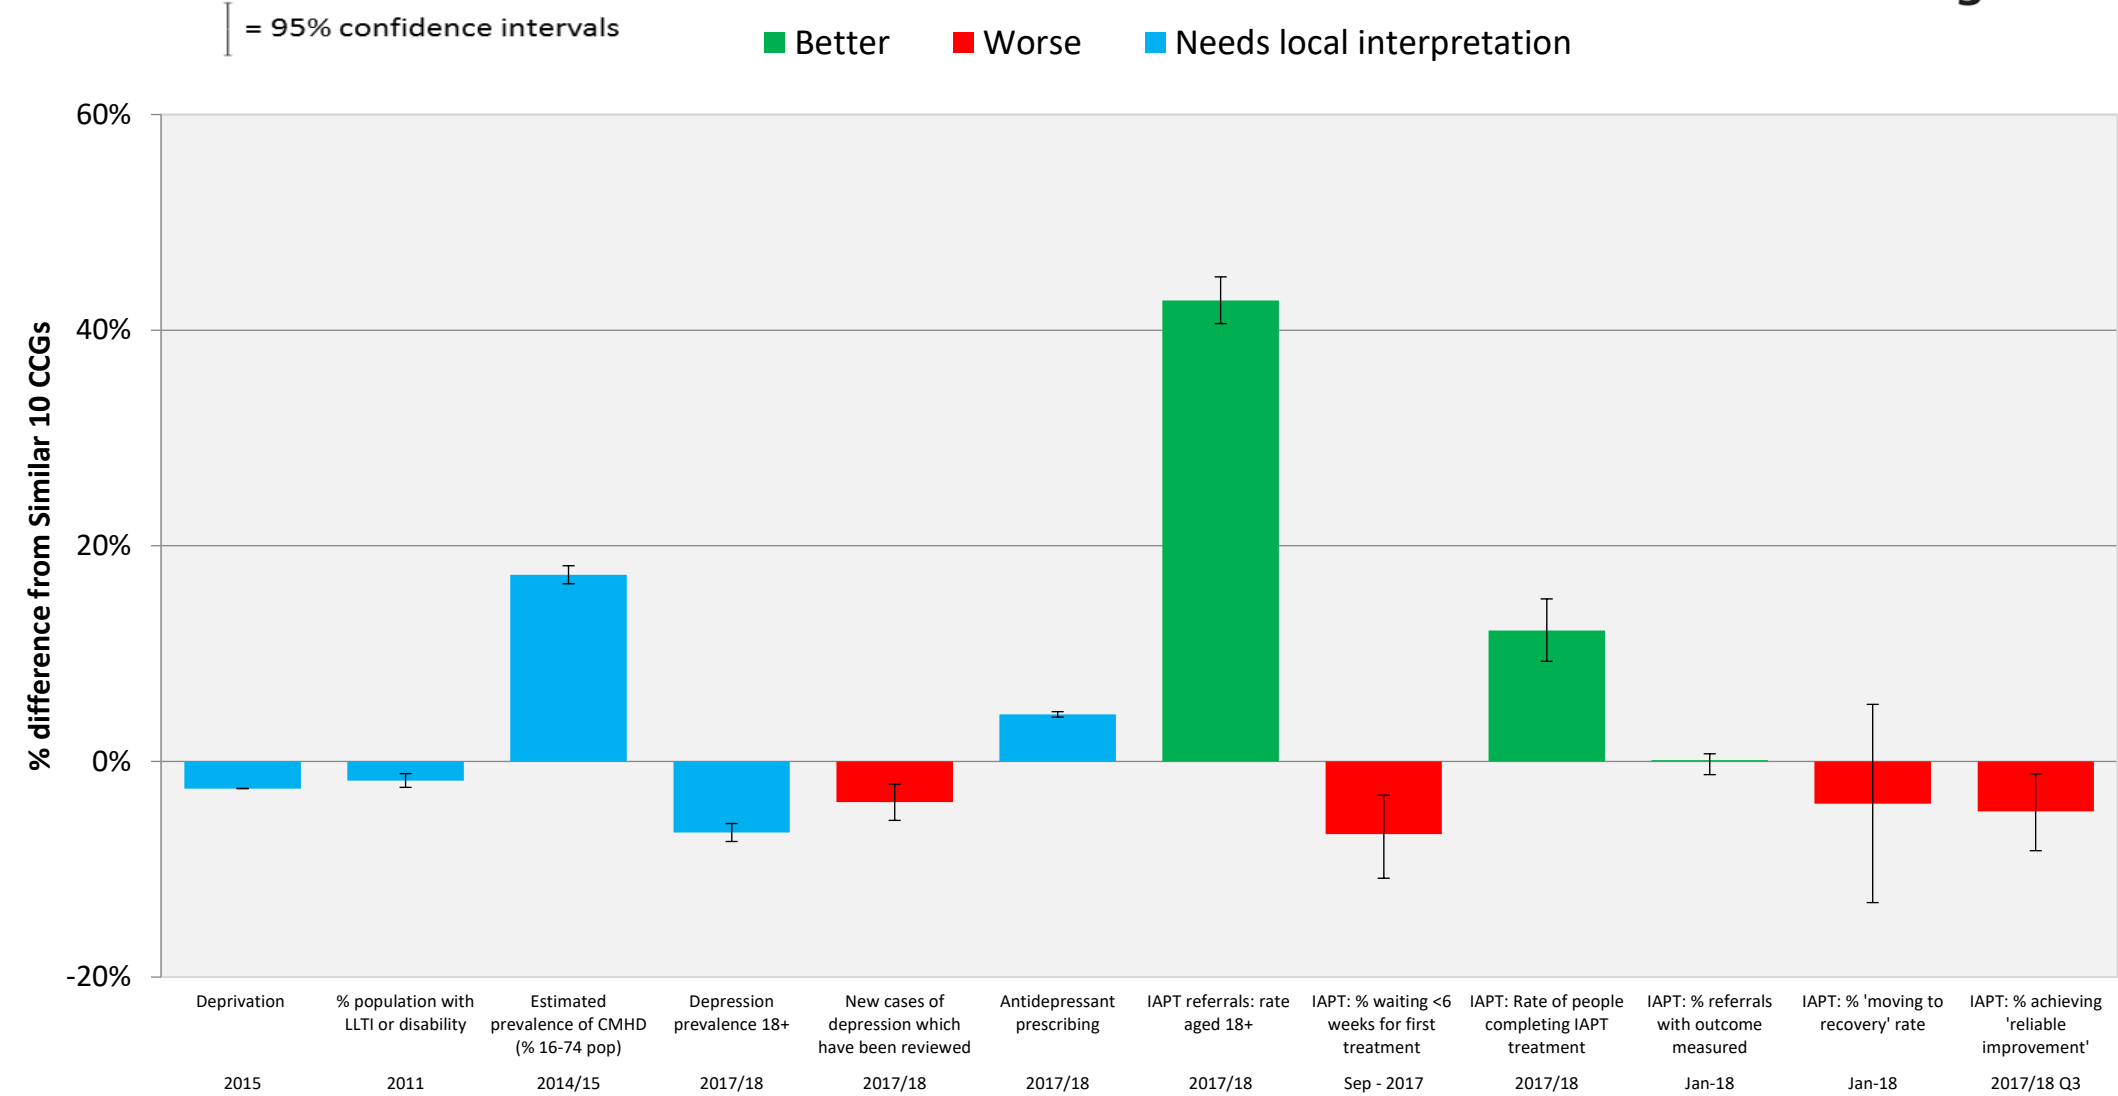 = 95% confidence intervals
Better Worse Needs local interpretation
60%
40%
20%
0%
-20%
% difference from Similar 10 CCGs
Deprivation
2015
% population with
LLTI or disability
2011
Estimated
prevalence of CMHD
(% 16-74 pop)
2014/15
Depression
prevalence 18+
2017/18
New cases of
depression which
have been reviewed
2017/18
Antidepressant
prescribing
2017/18
IAPT referrals: rate
aged 18+
2017/18
IAPT: % waiting <6
weeks for first
treatment
Sep - 2017
IAPT: Rate of people
completing IAPT
treatment
2017/18
IAPT: % referrals
with outcome
measured
Jan-18
IAPT: % 'moving to
recovery' rate
Jan-18
IAPT: % achieving
'reliable
improvement'
2017/18 Q3